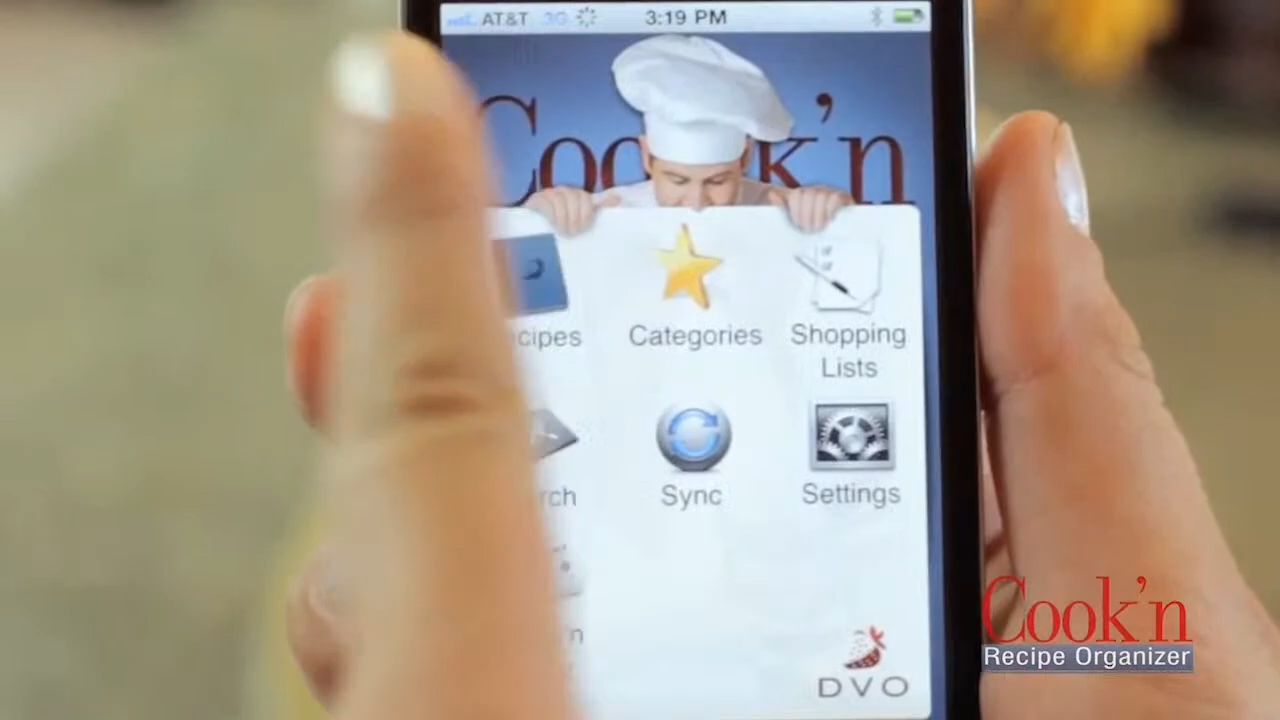 AT&T 3G 3:19 PM
Cook'n
Categories
Shopping
Lists
Sync
Settings
DVO
Cook'n
Recipe Organizer